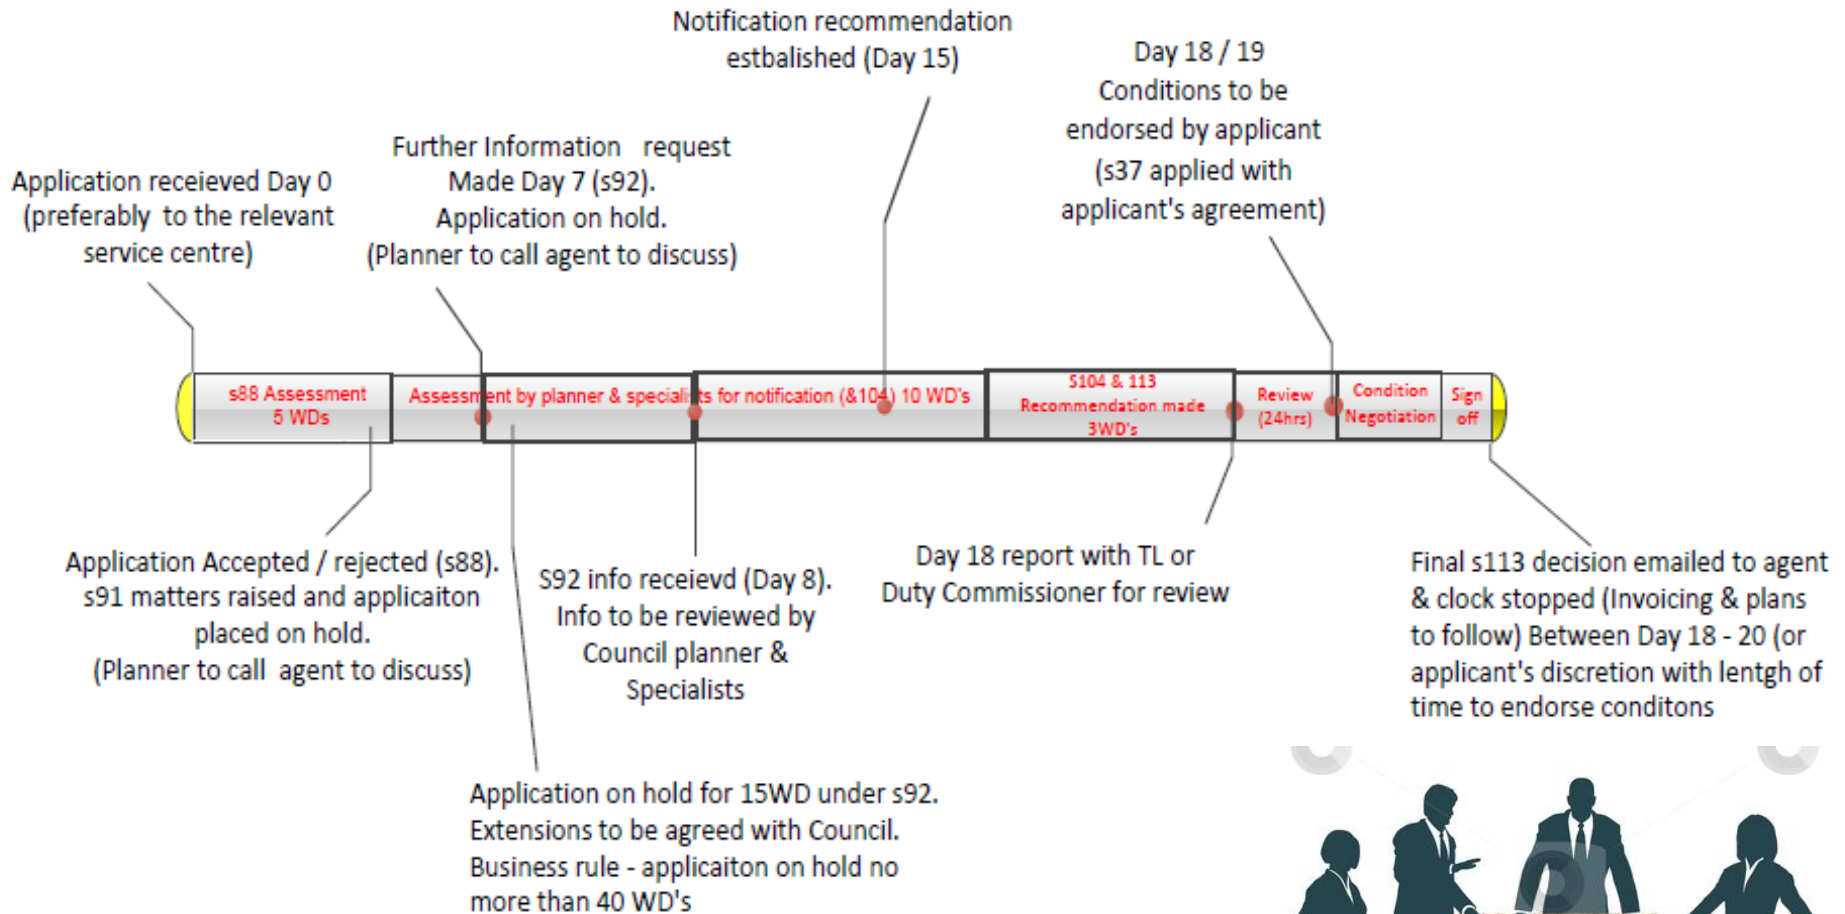 Notification recommendation
estbalished (Day 15)
Day 18 / 19
Conditions to be
endorsed by applicant
(s37 applied with
applicant's agreement)
Further Information request
Made Day 7 (s92).
Application on hold.
(Planner to call agent to discuss)
Application receieved Day 0
(preferably to the relevant
service centre)
s88 Assessment
5 WDs
Assessment by planner & specialists for notification (&104) 10 WD's
S104 & 113
Recommendation made
3WD's
Review
(24hrs)
Condition
Negotiation
Sign
off
Application Accepted / rejected (s88).
s91 matters raised and applicaiton
placed on hold.
(Planner to call agent to discuss)
S92 info receievd (Day 8).
Info to be reviewed by
Council planner &
Specialists
Day 18 report with TL or
Duty Commissioner for review
Final s113 decision emailed to agent
& clock stopped (Invoicing & plans
to follow) Between Day 18 - 20 (or
applicant's discretion with lentgh of
time to endorse conditons
Application on hold for 15WD under s92.
Extensions to be agreed with Council.
Business rule - applicaiton on hold no
more than 40 WD's